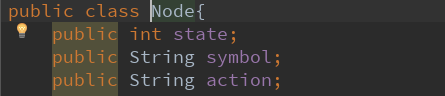 public class Node{
public int state;
public String symbol;
public String action;